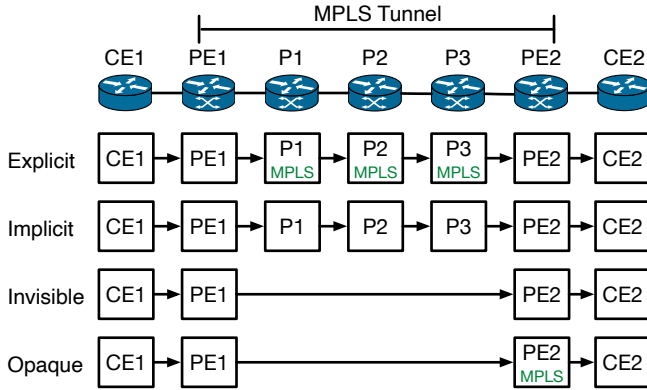 MPLS Tunnel
CE1 PE1 P1 P2 P3 PE2 CE2
Explicit CE1 PE1 P1 MPLS P2 MPLS P3 MPLS PE2 CE2
Implicit CE1 PE1 P1 P2 P3 PE2 CE2
Invisible CE1 PE1 PE2 CE2
Opaque CE1 PE1 PE2 MPLS CE2